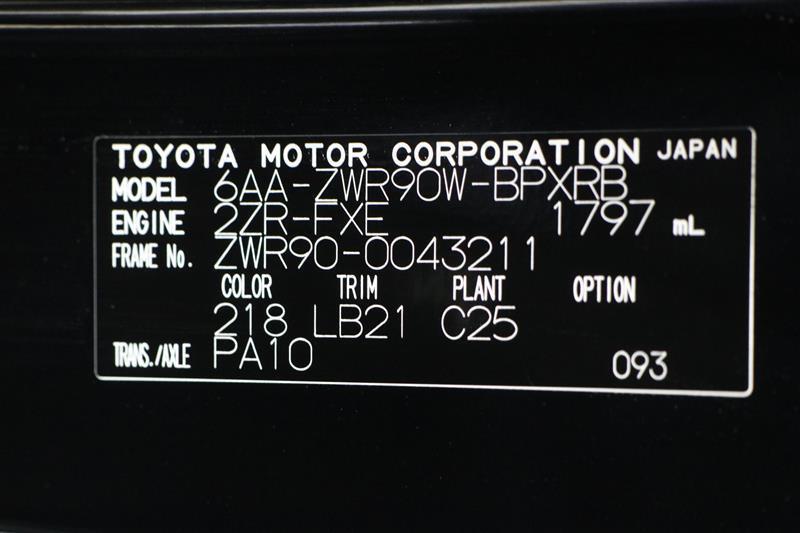 TOYOTA MOTOR CORPORATION JAPAN
MODEL 6AA-ZWR90W-BPXRB
ENGINE 2ZR-FXE 1797 mL
FRAME No. ZWR90-0043211
COLOR TRIM PLANT OPTION
218 LB21 C25
TRANS./AXLE PA10 093